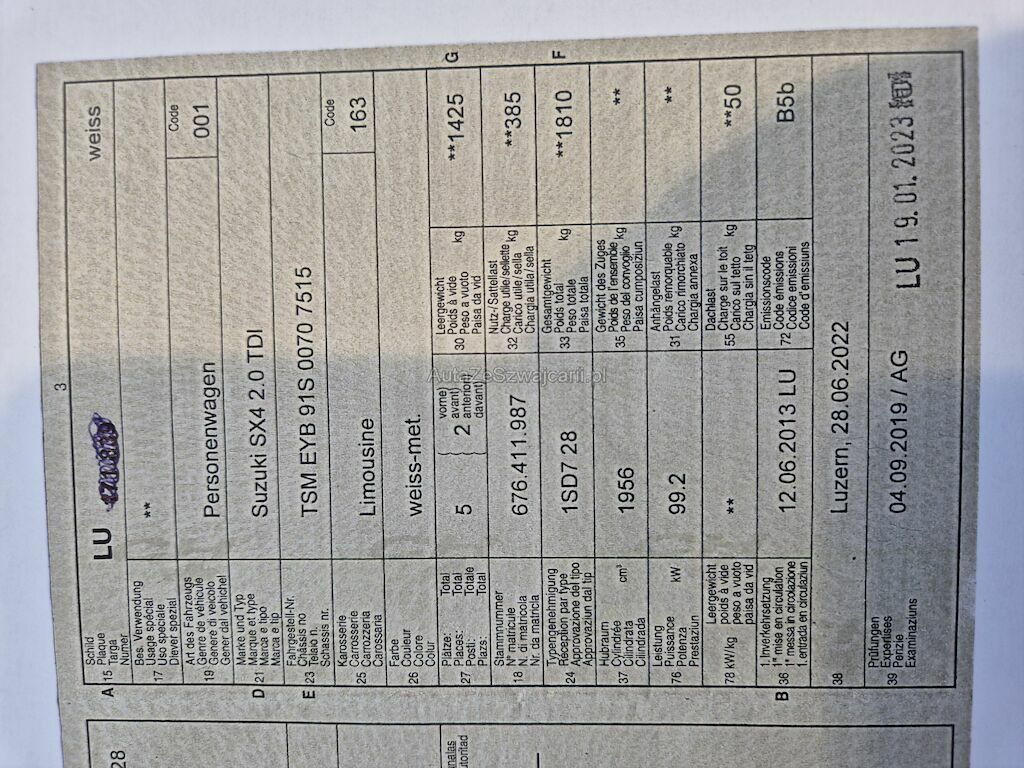 3
A 15 Schild
Plaque
Targa
Numer
LU
weiss
17 Bes. Verwendung
Usage spécial
Uso speciale
Diever spezial
**
19 Art des Fahrzeugs
Genre de véhicule
Genere di veicolo
Gener dal vehichel
Personenwagen
Code
001
D 21 Marke und Typ
Marque et type
Marca e tipo
Marca e tip
Suzuki SX4 2.0 TDI
E 23 Fahrgestell-Nr.
Châssis no
Telaio n.
Schassis nr.
TSM EYB 91S 0070 7515
25 Karosserie
Carrosserie
Carrozzeria
Carossaria
Limousine
Code
163
26 Farbe
Couleur
Colore
Colur
weiss-met.
27 Plätze: Total
Places: Total
Posti: Totale
Plazs: Total
5
2
vorne)
avant)
anteriori)
davant)
30 Leergewicht
Poids à vide
Peso a vuoto
Paisa da vid
kg
**1425
G
18 Stammnummer
N° matricule
N. di matricola
Nr. da matricla
676.411.987
32 Nutz-/Sattellast
Charge utile/sellette
Carico utile/sella
Chargia utila/sella
kg
**385
24 Typengenehmigung
Réception par type
Approvazione del tipo
Approvaziun dal tip
1SD7 28
33 Gesamtgewicht
Poids total
Peso totale
Paisa totala
kg
**1810
F
37 Hubraum
Cylindrée
Cilindrata
Cilindrada
cm³
1956
35 Gewicht des Zuges
Poids de l'ensemble
Peso del convoglio
Paisa cumposiziun
kg
**
76 Leistung
Puissance
Potenza
Prestaziun
kW
99.2
31 Anhängelast
Poids remorquable
Carico rimorchiato
Chargia annexa
kg
**
78 kW/kg
Leergewicht
poids à vide
peso a vuoto
paisa da vid
**
55 Dachlast
Charge sur le toit
Carico sul tetto
Chargia sin il tetg
kg
**50
B 36 1. Inverkehrsetzung
1re mise en circulation
1a messa in circolazione
1. entrada en circulaziun
12.06.2013 LU
72 Emissionscode
Code émissions
Codice emissioni
Code d'emissiuns
B5b
38
Luzern, 28.06.2022
39 Prüfungen
Expertises
Perizie
Examinaziuns
04.09.2019 / AG
LU 19.01.2023
28
AutaZeSzwajcarii.pl